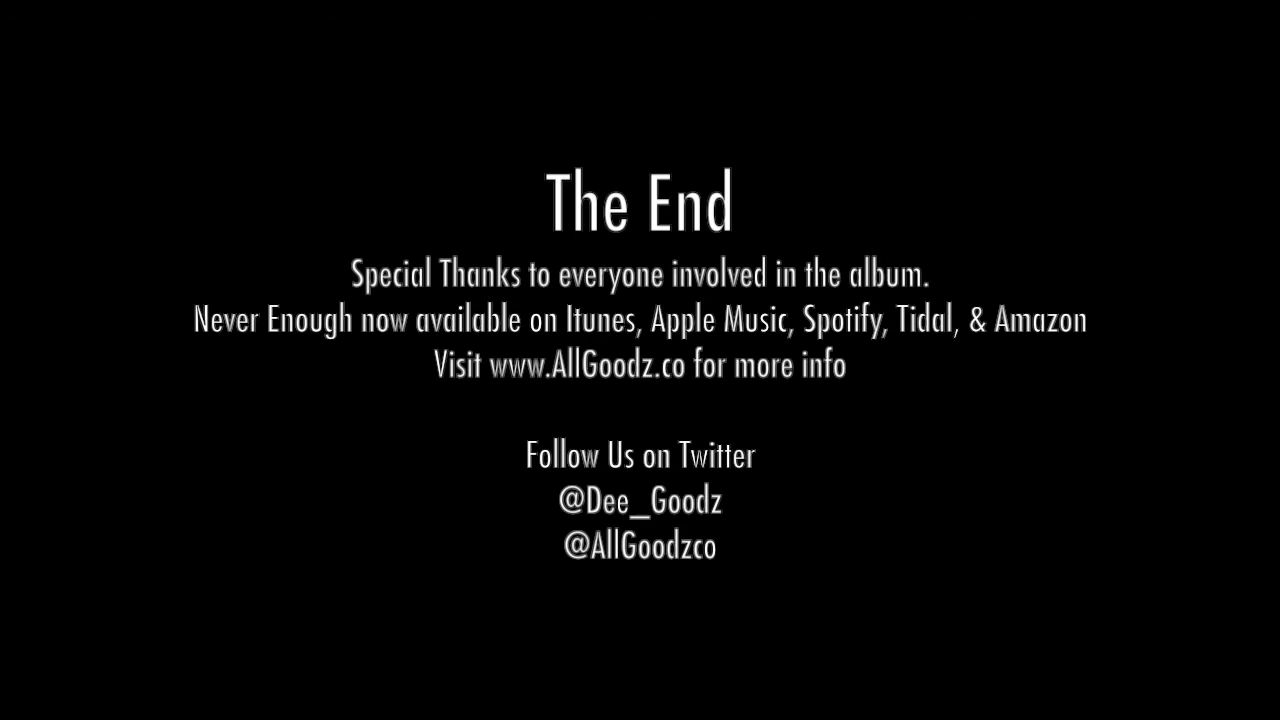 The End
Special Thanks to everyone involved in the album.
Never Enough now available on Itunes, Apple Music, Spotify, Tidal, & Amazon
Visit www.AllGoodz.co for more info
Follow Us on Twitter
@Dee_Goodz
@AllGoodzco